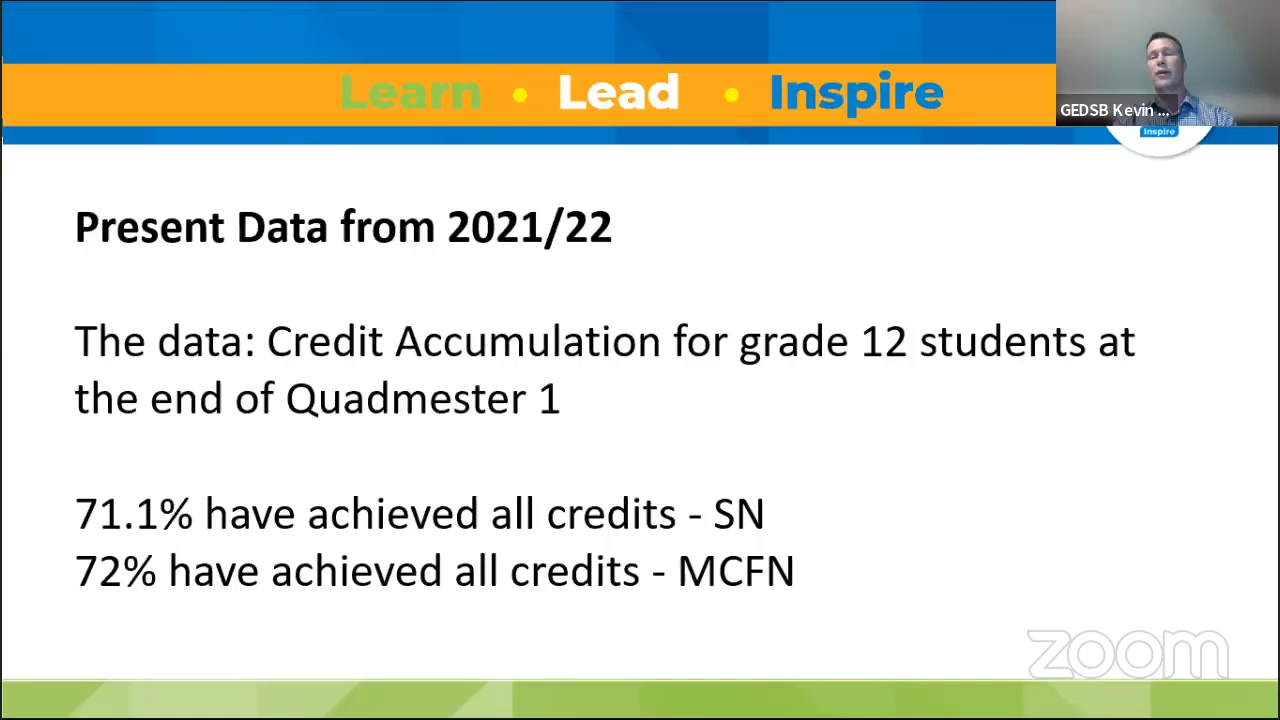 Learn • Lead • Inspire
GEDSB Kevin ...
Inspire
Present Data from 2021/22
The data: Credit Accumulation for grade 12 students at
the end of Quadmester 1
71.1% have achieved all credits - SN
72% have achieved all credits - MCFN
zoom